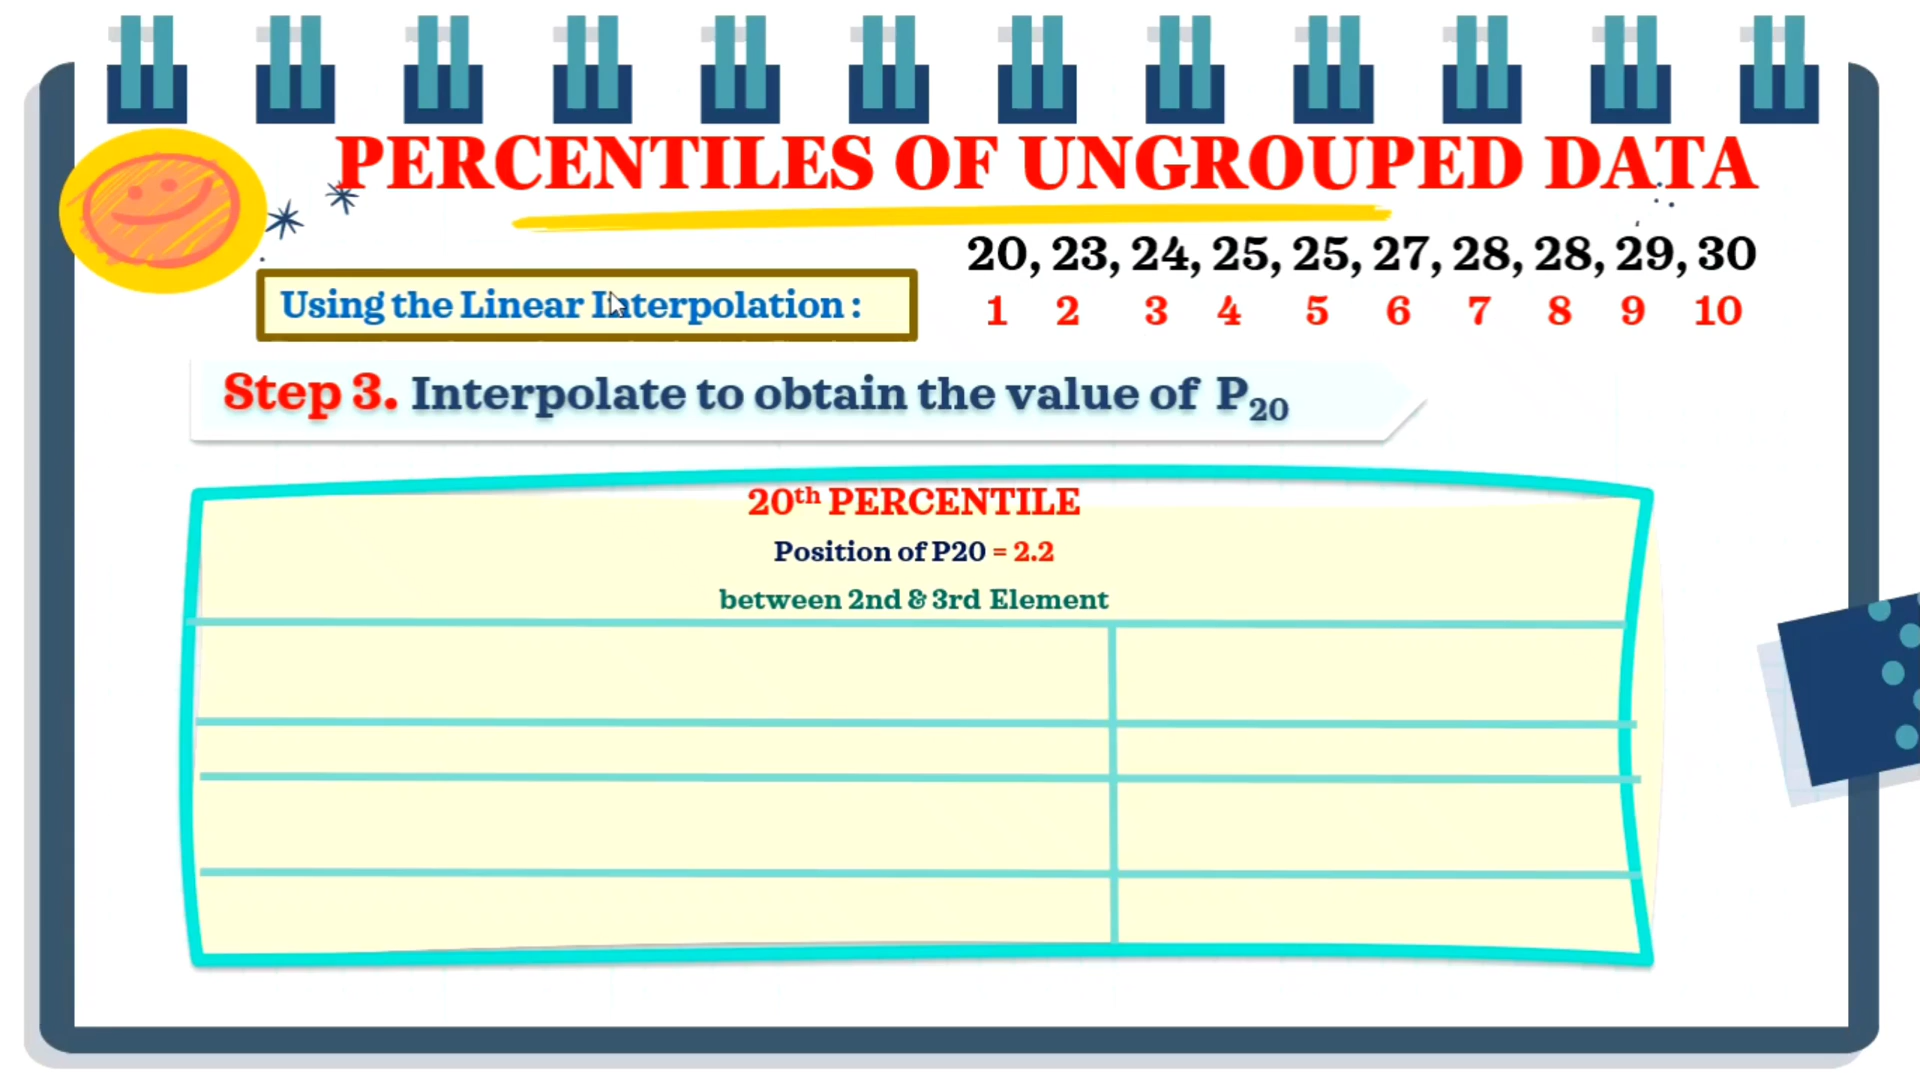 PERCENTILES OF UNGROUPED DATA
20, 23, 24, 25, 25, 27, 28, 28, 29, 30
Using the Linear Interpolation :
1 2 3 4 5 6 7 8 9 10
Step 3. Interpolate to obtain the value of P₂₀
20ᵗʰ PERCENTILE
Position of P20 = 2.2
between 2nd & 3rd Element